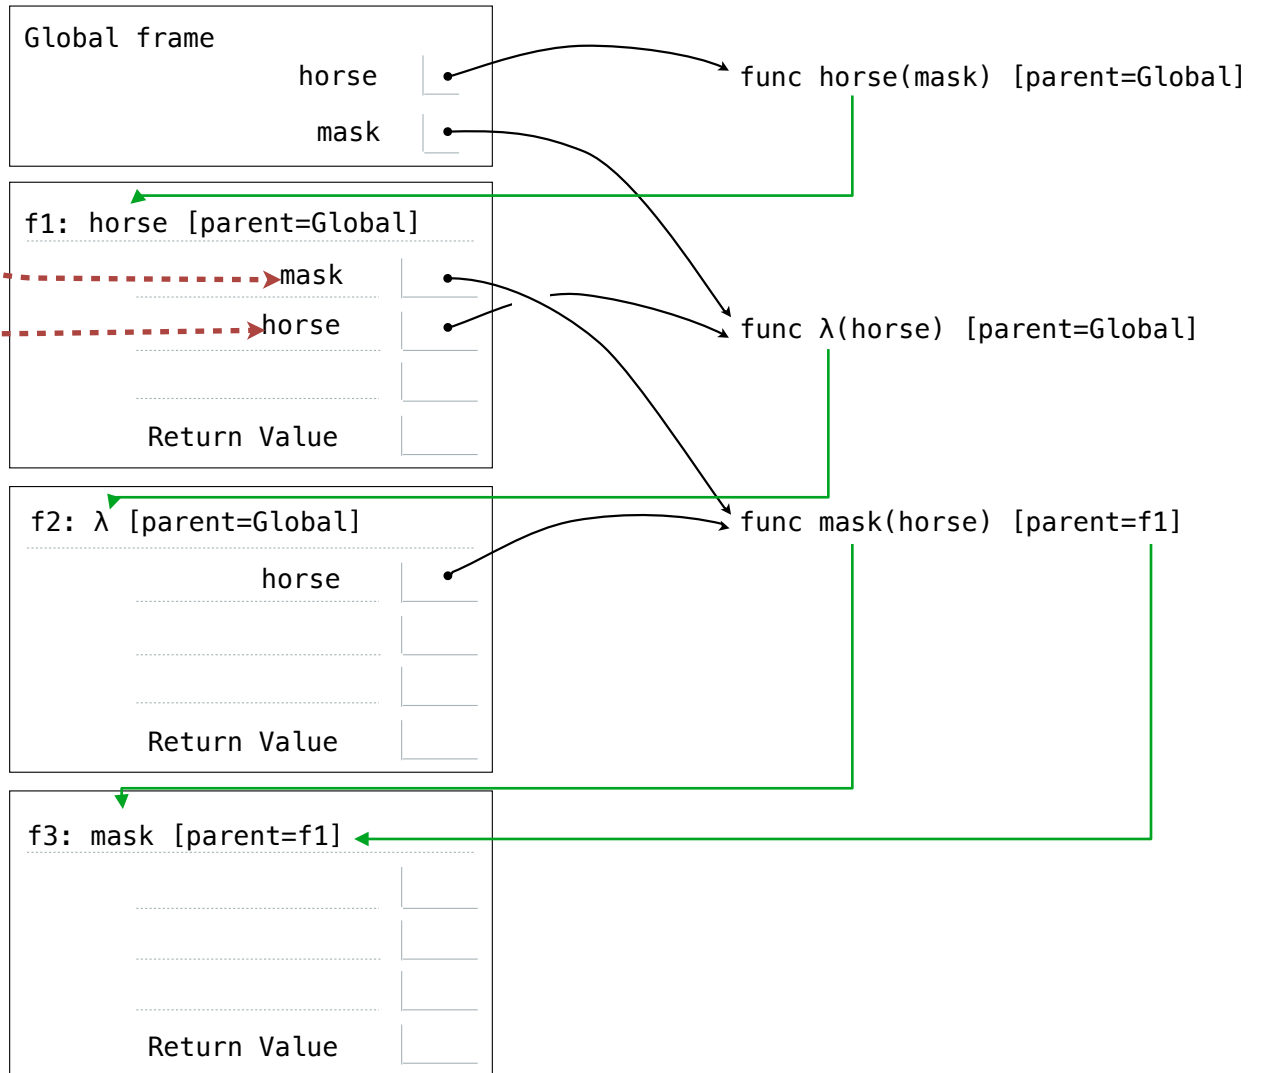 Global frame
horse
func horse(mask) [parent=Global]
mask
f1: horse [parent=Global]
mask
horse
func λ(horse) [parent=Global]
Return Value
f2: λ [parent=Global]
func mask(horse) [parent=f1]
horse
Return Value
f3: mask [parent=f1]
Return Value